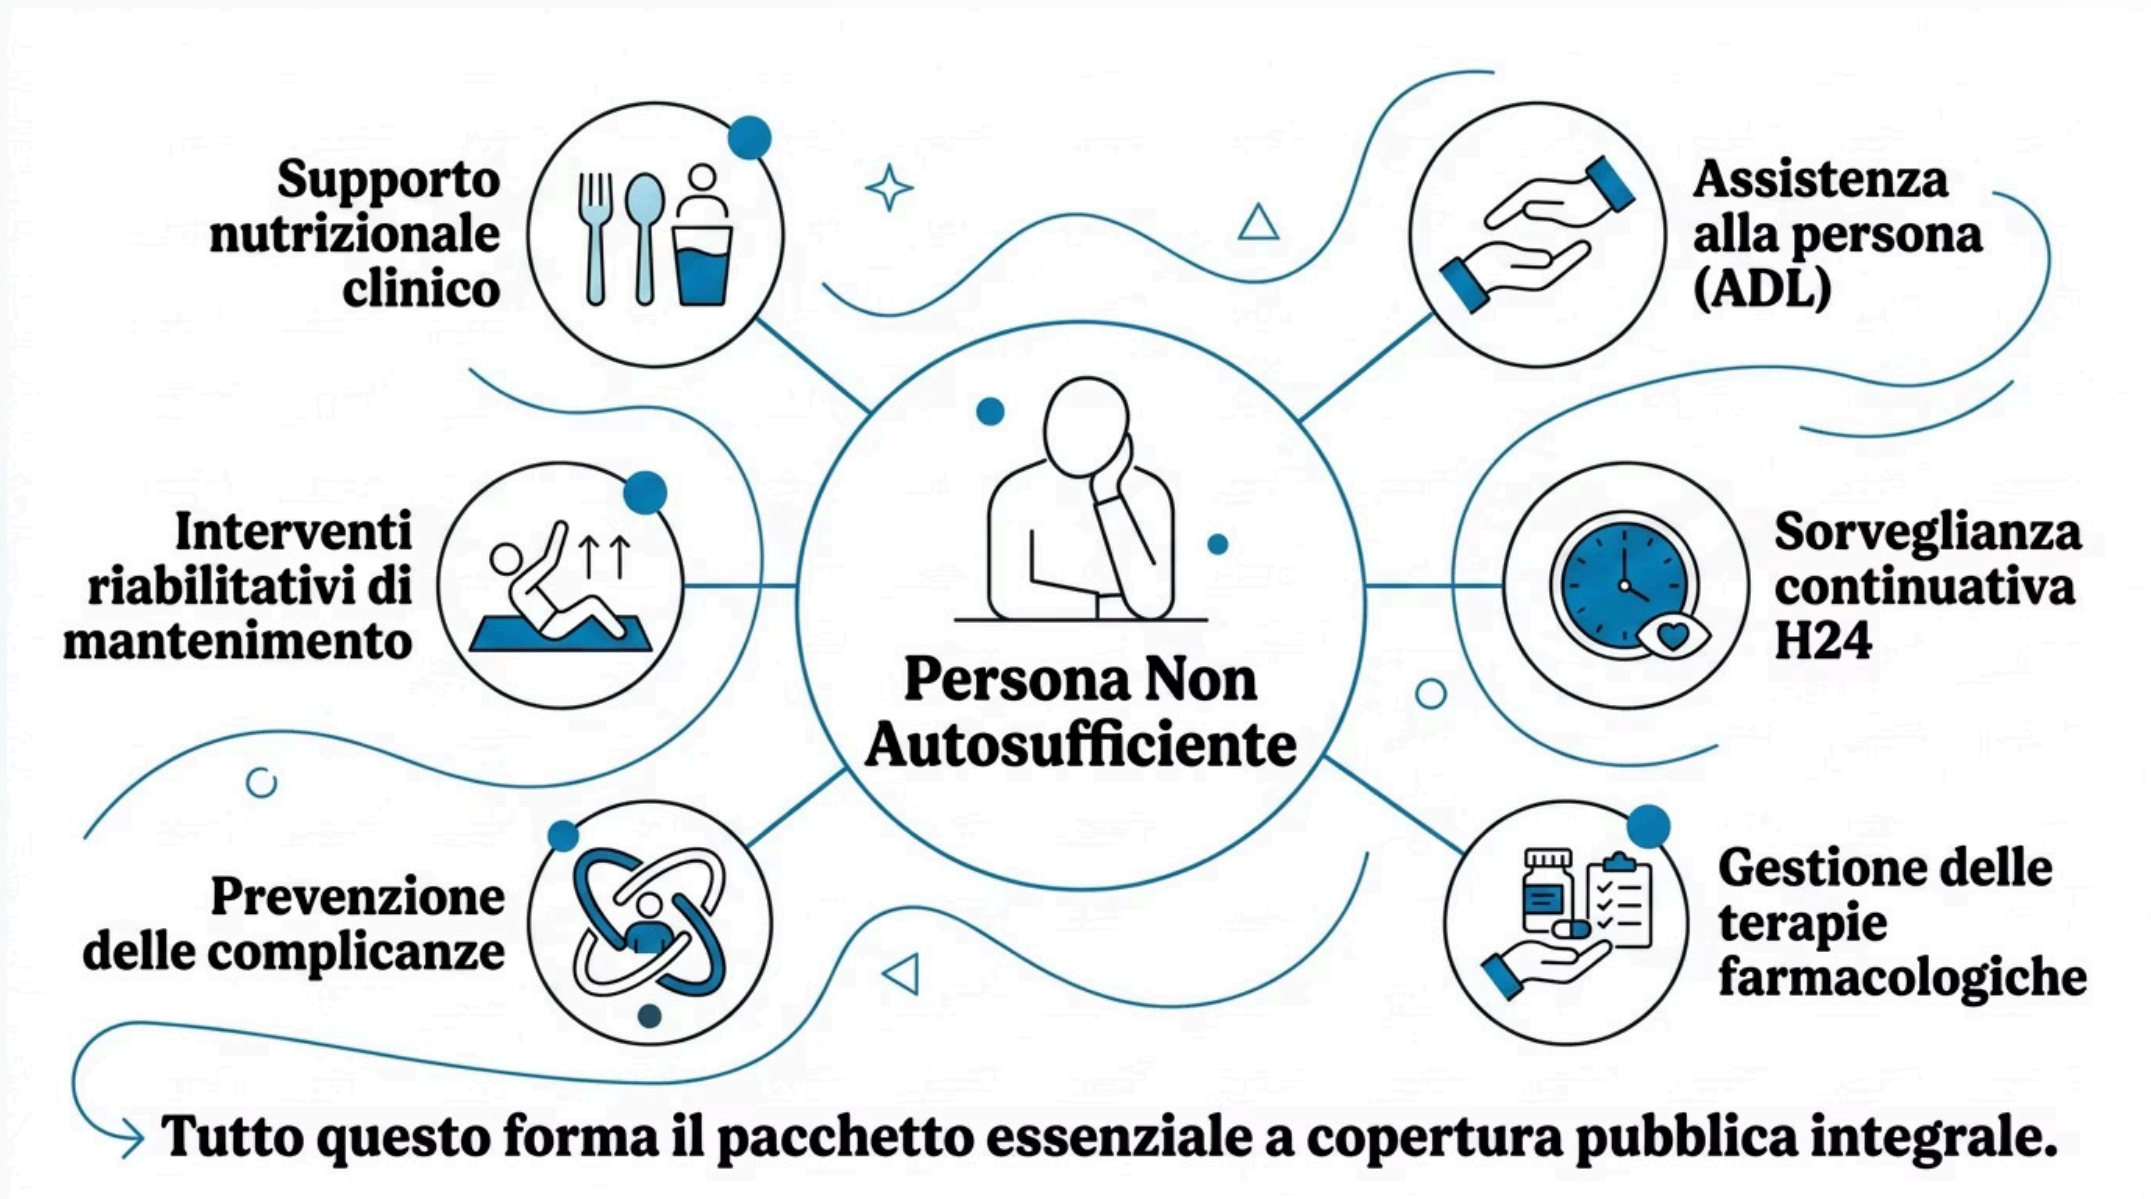 Supporto
nutrizionale
clinico
Assistenza
alla persona
(ADL)
Interventi
riabilitativi di
mantenimento
Persona Non
Autosufficiente
Sorveglianza
continuativa
H24
Prevenzione
delle complicanze
Gestione delle
terapie
farmacologiche
Tutto questo forma il pacchetto essenziale a copertura pubblica integrale.